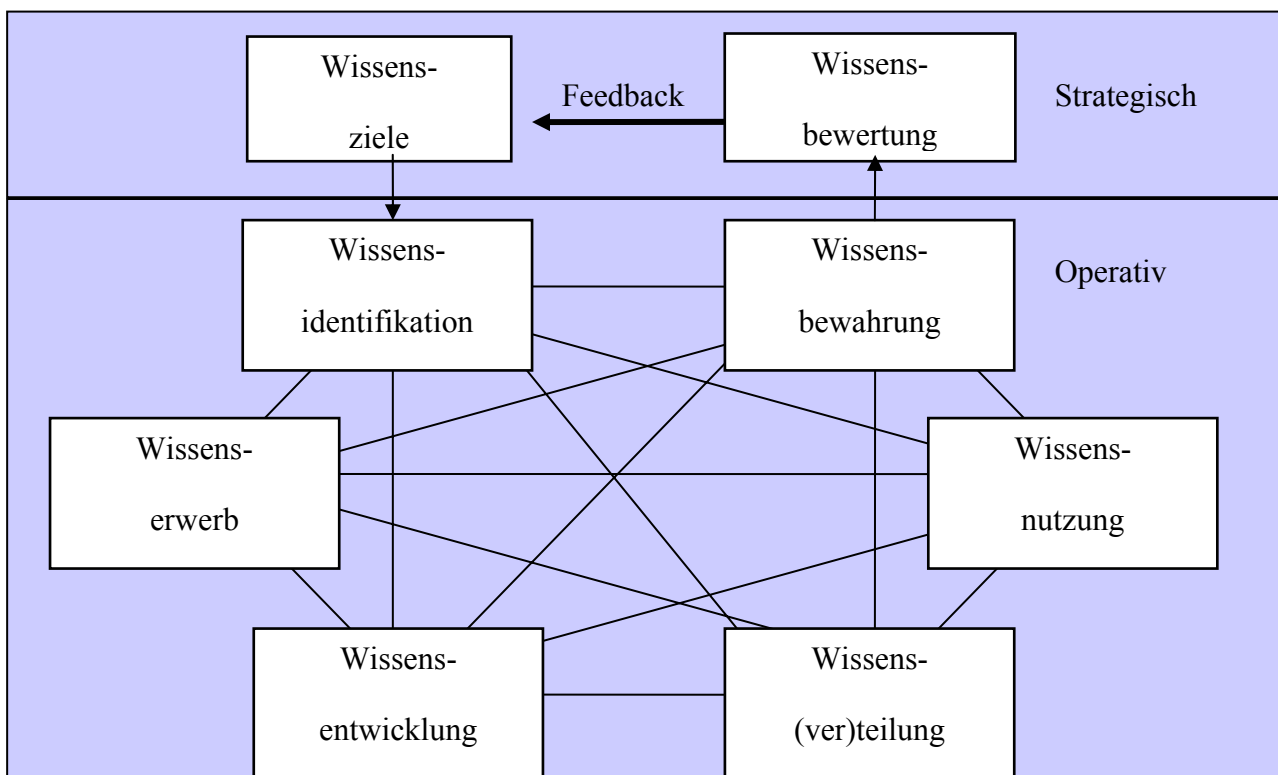 Wissens-
ziele
Feedback
Wissens-
bewertung
Strategisch
Wissens-
identifikation
Wissens-
bewahrung
Operativ
Wissens-
erwerb
Wissens-
nutzung
Wissens-
entwicklung
Wissens-
(ver)teilung